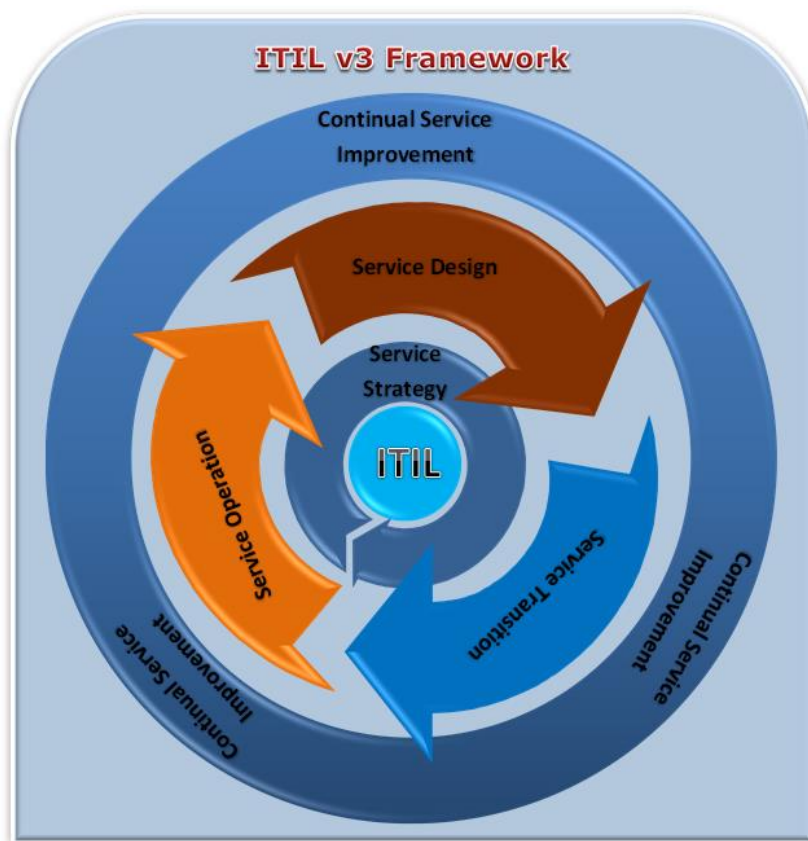 ITIL v3 Framework
Continual Service
Improvement
Service Design
Service
Strategy
ITIL
Service Operation
Service Transition
Continual Service
Improvement
Continual Service
Improvement